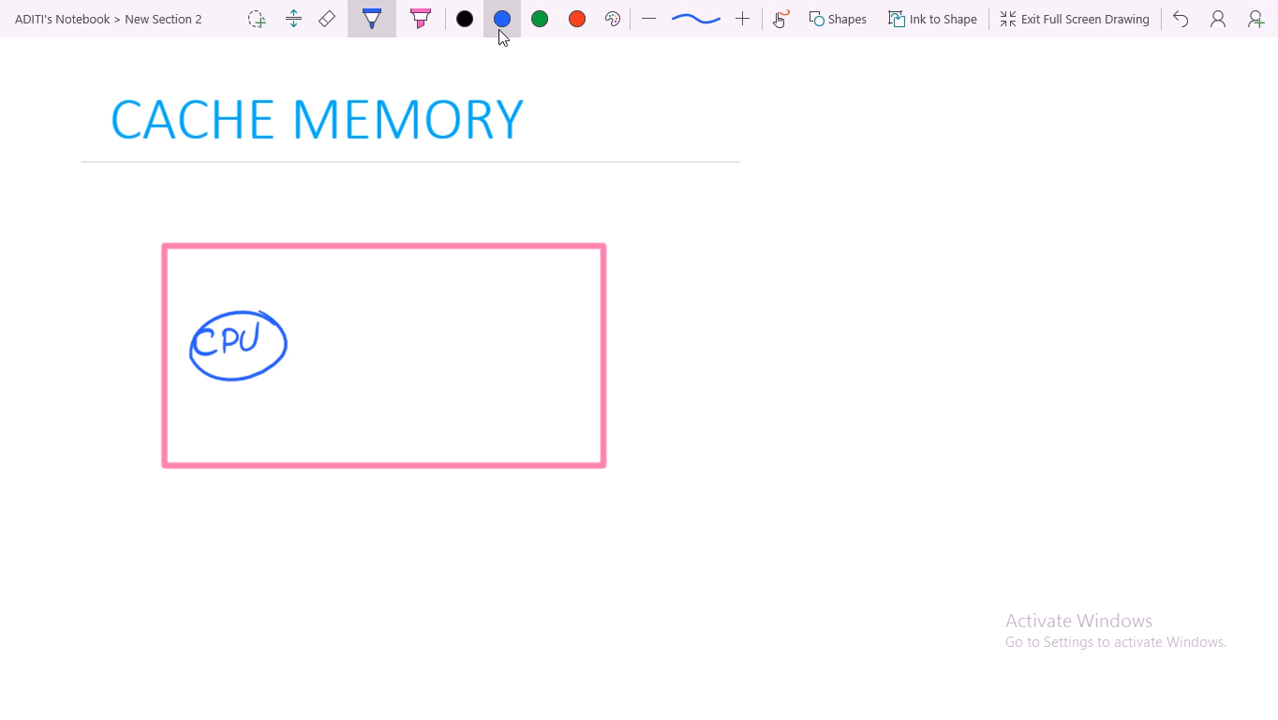 ADITI's Notebook > New Section 2
Shapes
Ink to Shape
Exit Full Screen Drawing
CACHE MEMORY
CPU
Activate Windows
Go to Settings to activate Windows.